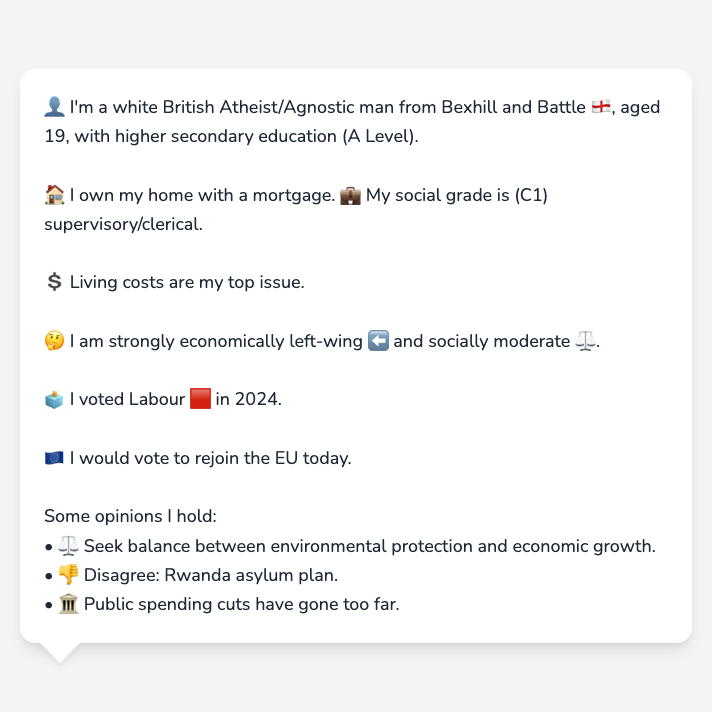 👤 I'm a white British Atheist/Agnostic man from Bexhill and Battle 🏴󠁧󠁢󠁥󠁮󠁧󠁿, aged
19, with higher secondary education (A Level).
🏠 I own my home with a mortgage. 💼 My social grade is (C1)
supervisory/clerical.
💲 Living costs are my top issue.
🤔 I am strongly economically left-wing ⬅️ and socially moderate ⚖️.
🗳️ I voted Labour 🟥 in 2024.
🇪🇺 I would vote to rejoin the EU today.
Some opinions I hold:
• ⚖️ Seek balance between environmental protection and economic growth.
• 👎 Disagree: Rwanda asylum plan.
• 🏛️ Public spending cuts have gone too far.